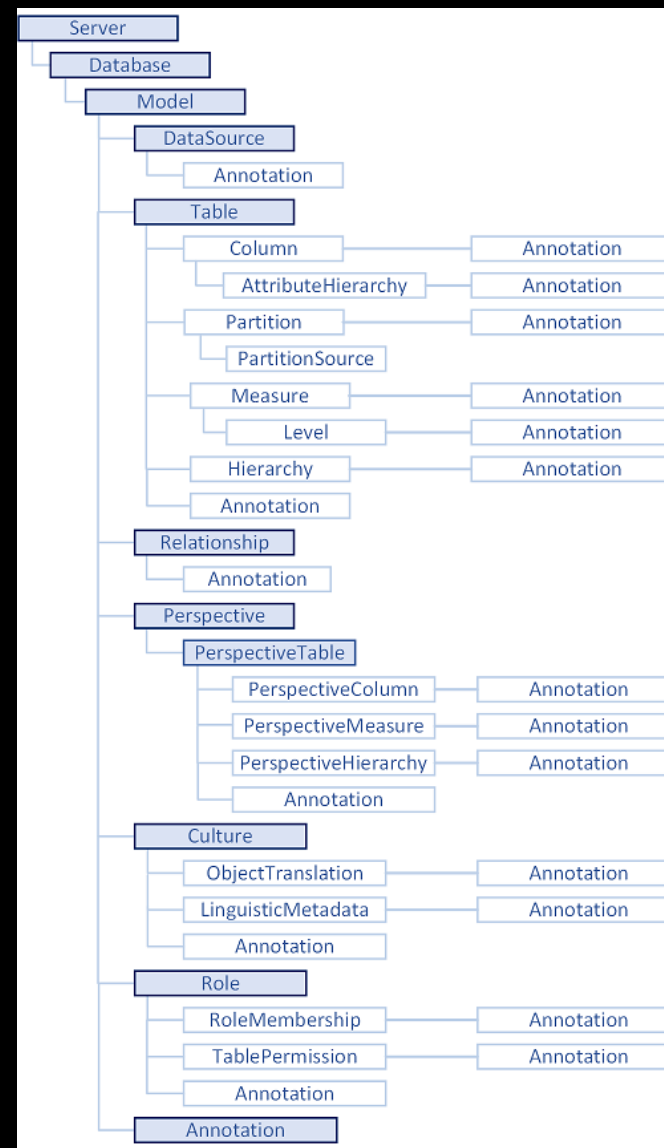 Server
Database
Model
DataSource
Annotation
Table
Column Annotation
AttributeHierarchy Annotation
Partition Annotation
PartitionSource
Measure Annotation
Level Annotation
Hierarchy Annotation
Annotation
Relationship
Annotation
Perspective
PerspectiveTable
PerspectiveColumn Annotation
PerspectiveMeasure Annotation
PerspectiveHierarchy Annotation
Annotation
Culture
ObjectTranslation Annotation
LinguisticMetadata Annotation
Annotation
Role
RoleMembership Annotation
TablePermission Annotation
Annotation
Annotation